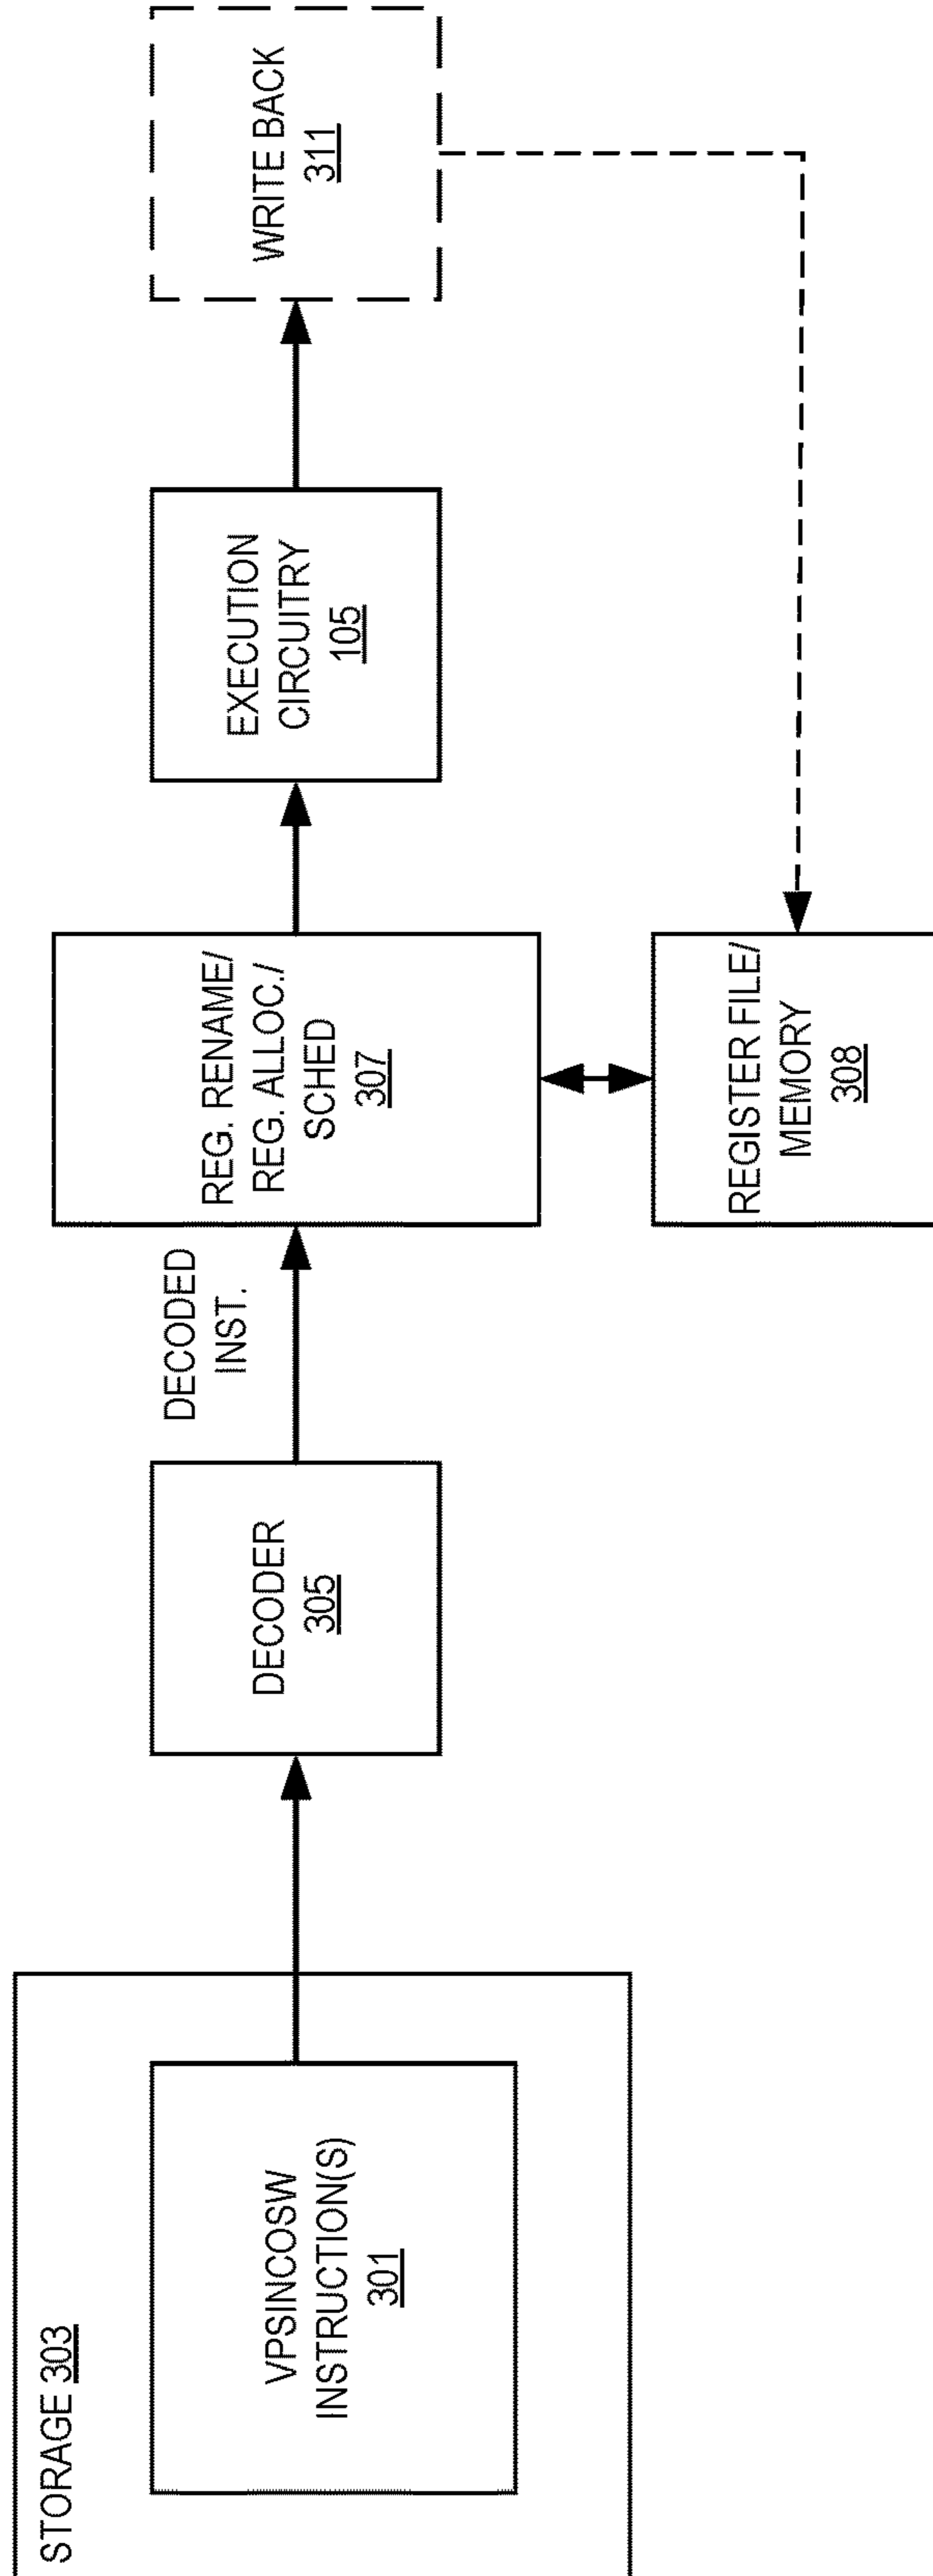 STORAGE 303
VPSINCOSW
INSTRUCTION(S)
301
DECODER
305
DECODED
INST.
REG. RENAME/
REG. ALLOC./
SCHED
307
REGISTER FILE/
MEMORY
308
EXECUTION
CIRCUITRY
105
WRITE BACK
311